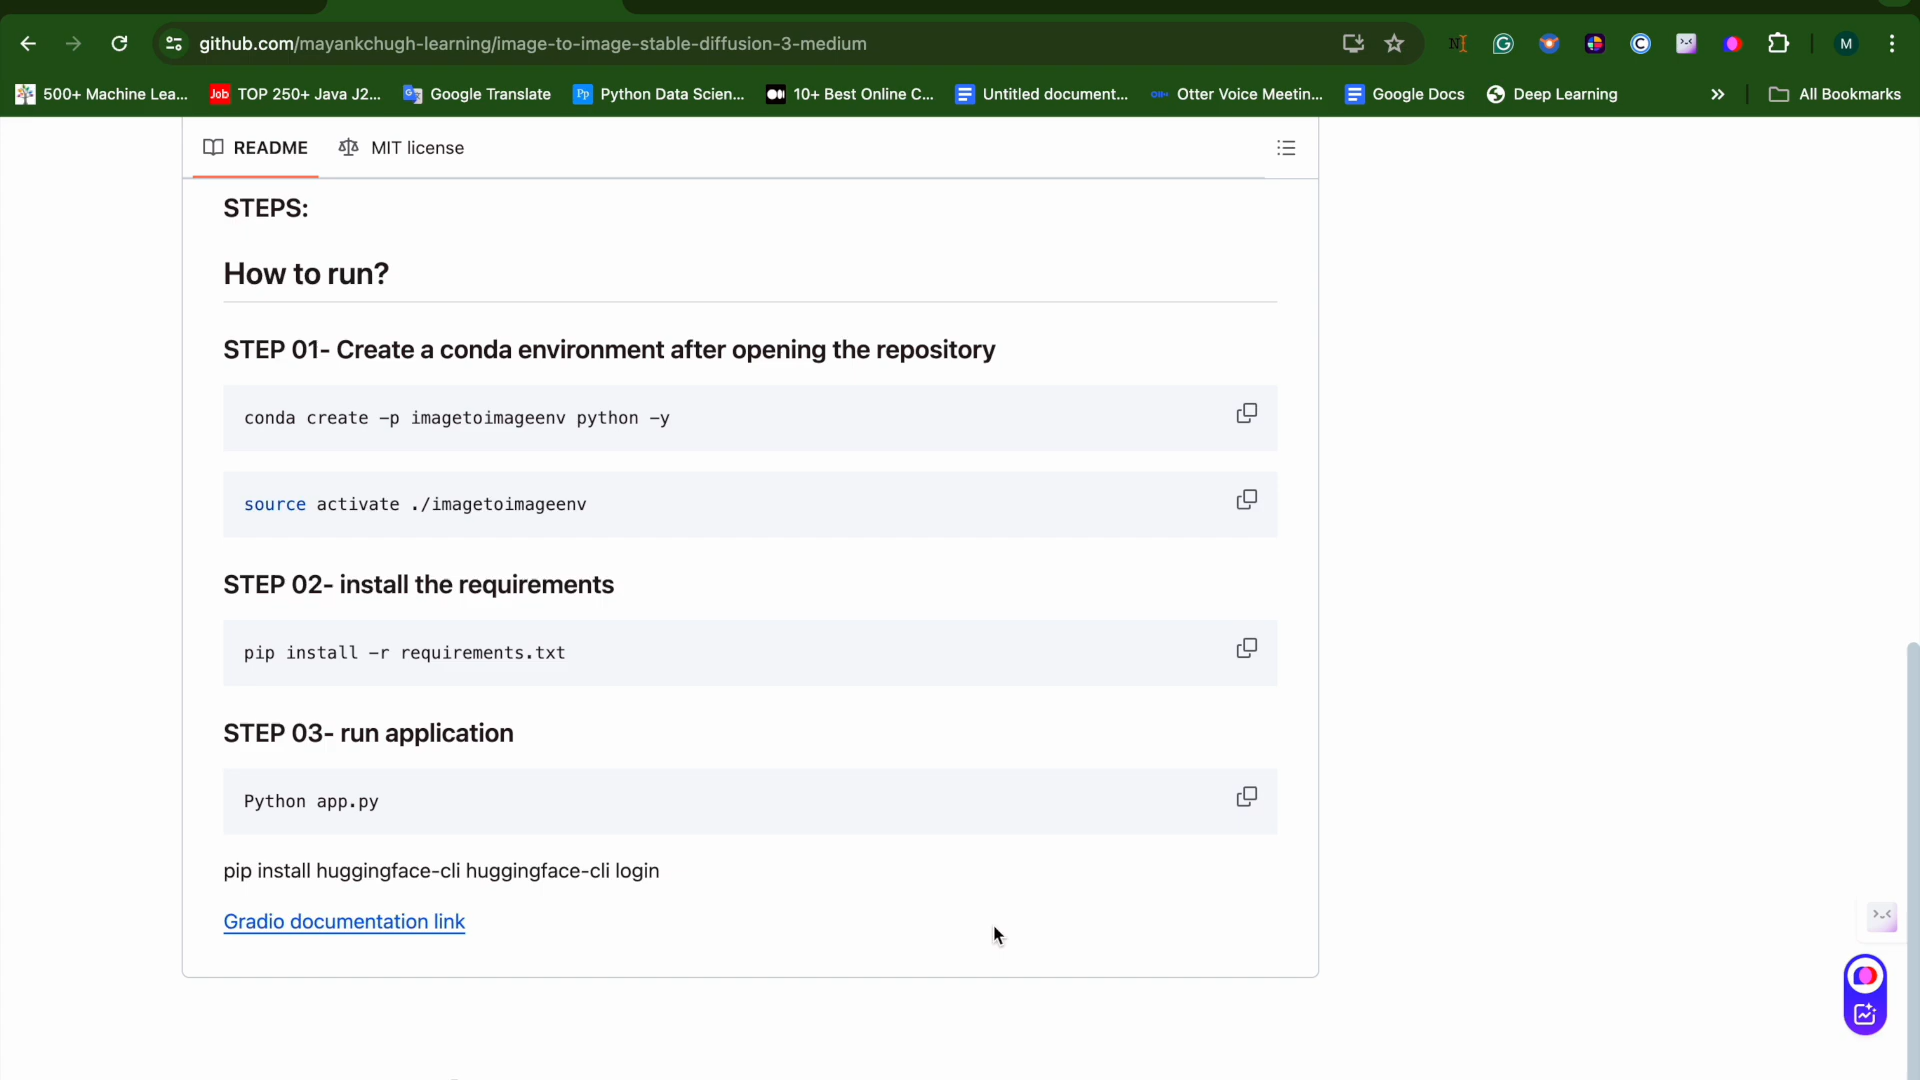 github.com/mayankchugh-learning/image-to-image-stable-diffusion-3-medium
M
500+ Machine Lea...
Job TOP 250+ Java J2...
Google Translate
Pp Python Data Scien...
10+ Best Online C...
Untitled document...
Otter Voice Meetin...
Google Docs
Deep Learning
All Bookmarks
README
MIT license
STEPS:
How to run?
STEP 01- Create a conda environment after opening the repository
conda create -p imagetoimageenv python -y
source activate ./imagetoimageenv
STEP 02- install the requirements
pip install -r requirements.txt
STEP 03- run application
Python app.py
pip install huggingface-cli huggingface-cli login
Gradio documentation link